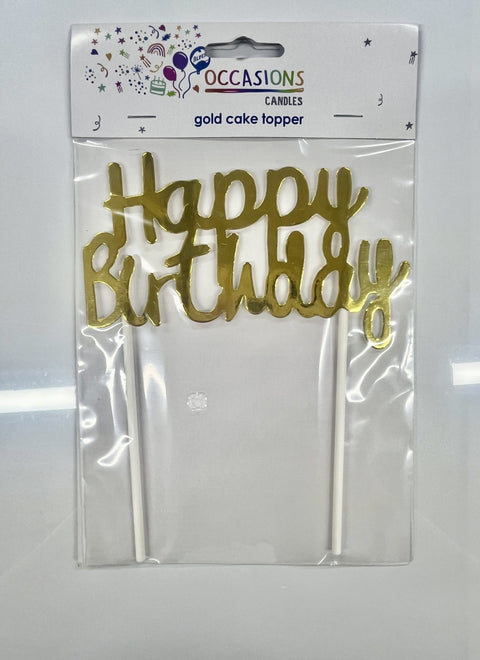 OCCASIONS
CANDLES
gold cake topper
Happy
Birthday